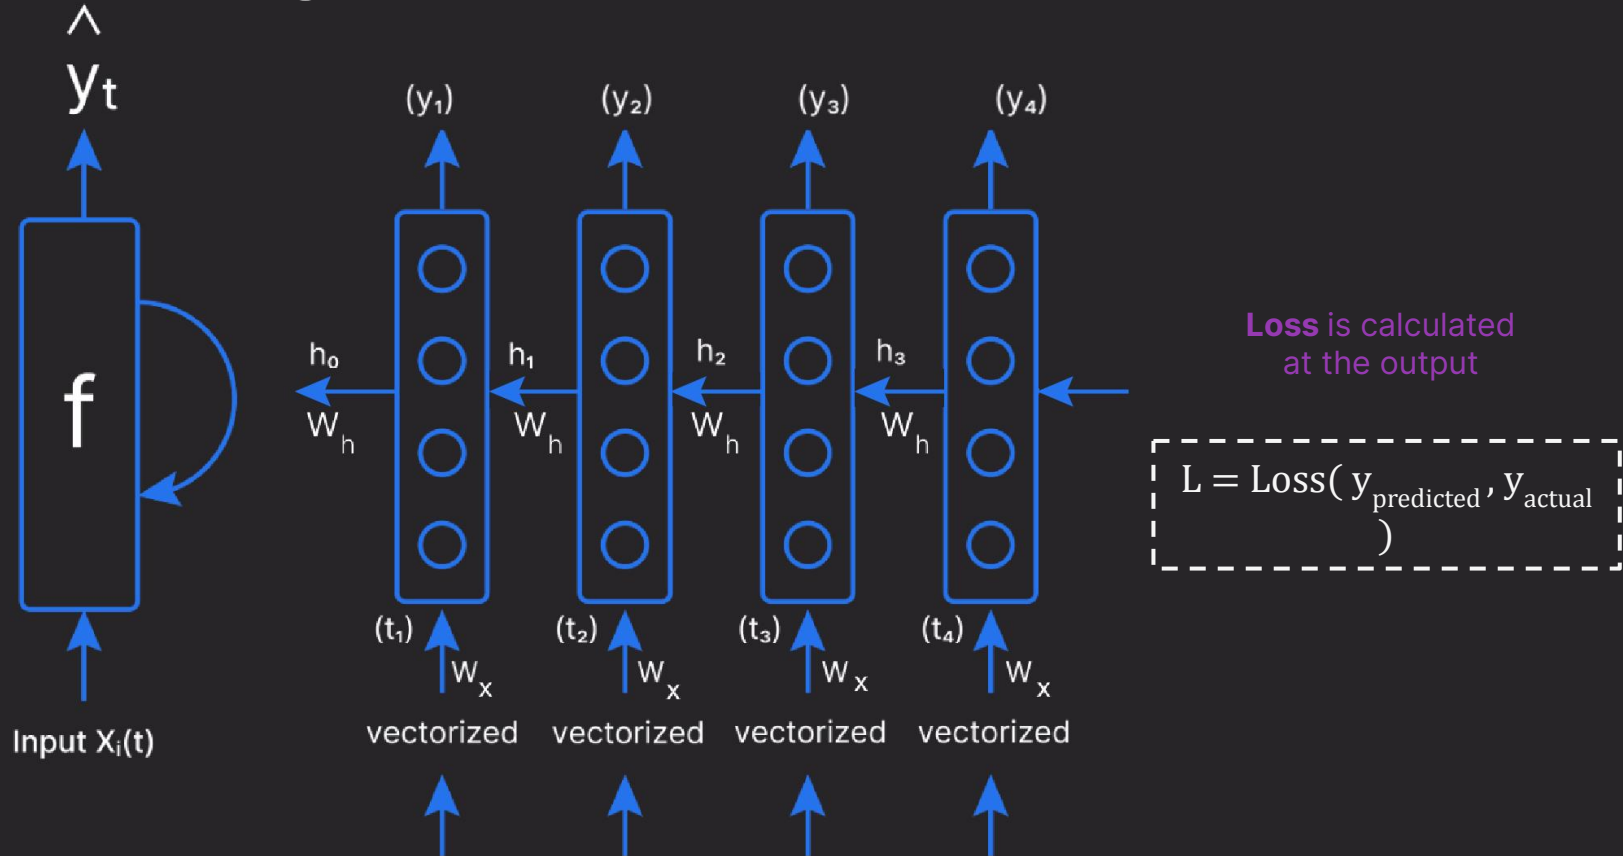 ^
yt
(y₁) (y₂) (y₃) (y₄)
f
h₀ h₁ h₂ h₃
Wh Wh Wh Wh
Loss is calculated
at the output
L = Loss( ypredicted , yactual
)
(t₁) (t₂) (t₃) (t₄)
Wx Wx Wx Wx
Input Xᵢ(t)
vectorized vectorized vectorized vectorized